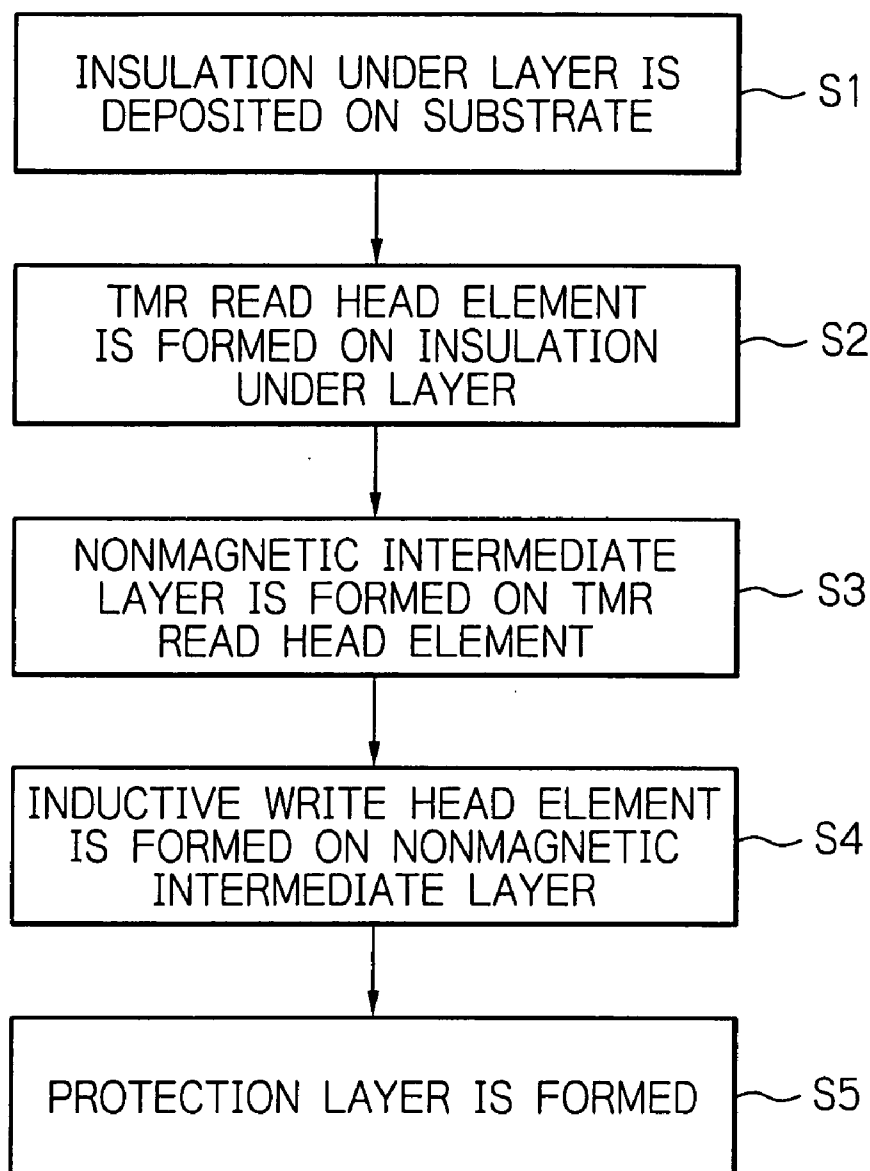 INSULATION UNDER LAYER IS
DEPOSITED ON SUBSTRATE
S1
TMR READ HEAD ELEMENT
IS FORMED ON INSULATION
UNDER LAYER
S2
NONMAGNETIC INTERMEDIATE
LAYER IS FORMED ON TMR
READ HEAD ELEMENT
S3
INDUCTIVE WRITE HEAD ELEMENT
IS FORMED ON NONMAGNETIC
INTERMEDIATE LAYER
S4
PROTECTION LAYER IS FORMED
S5